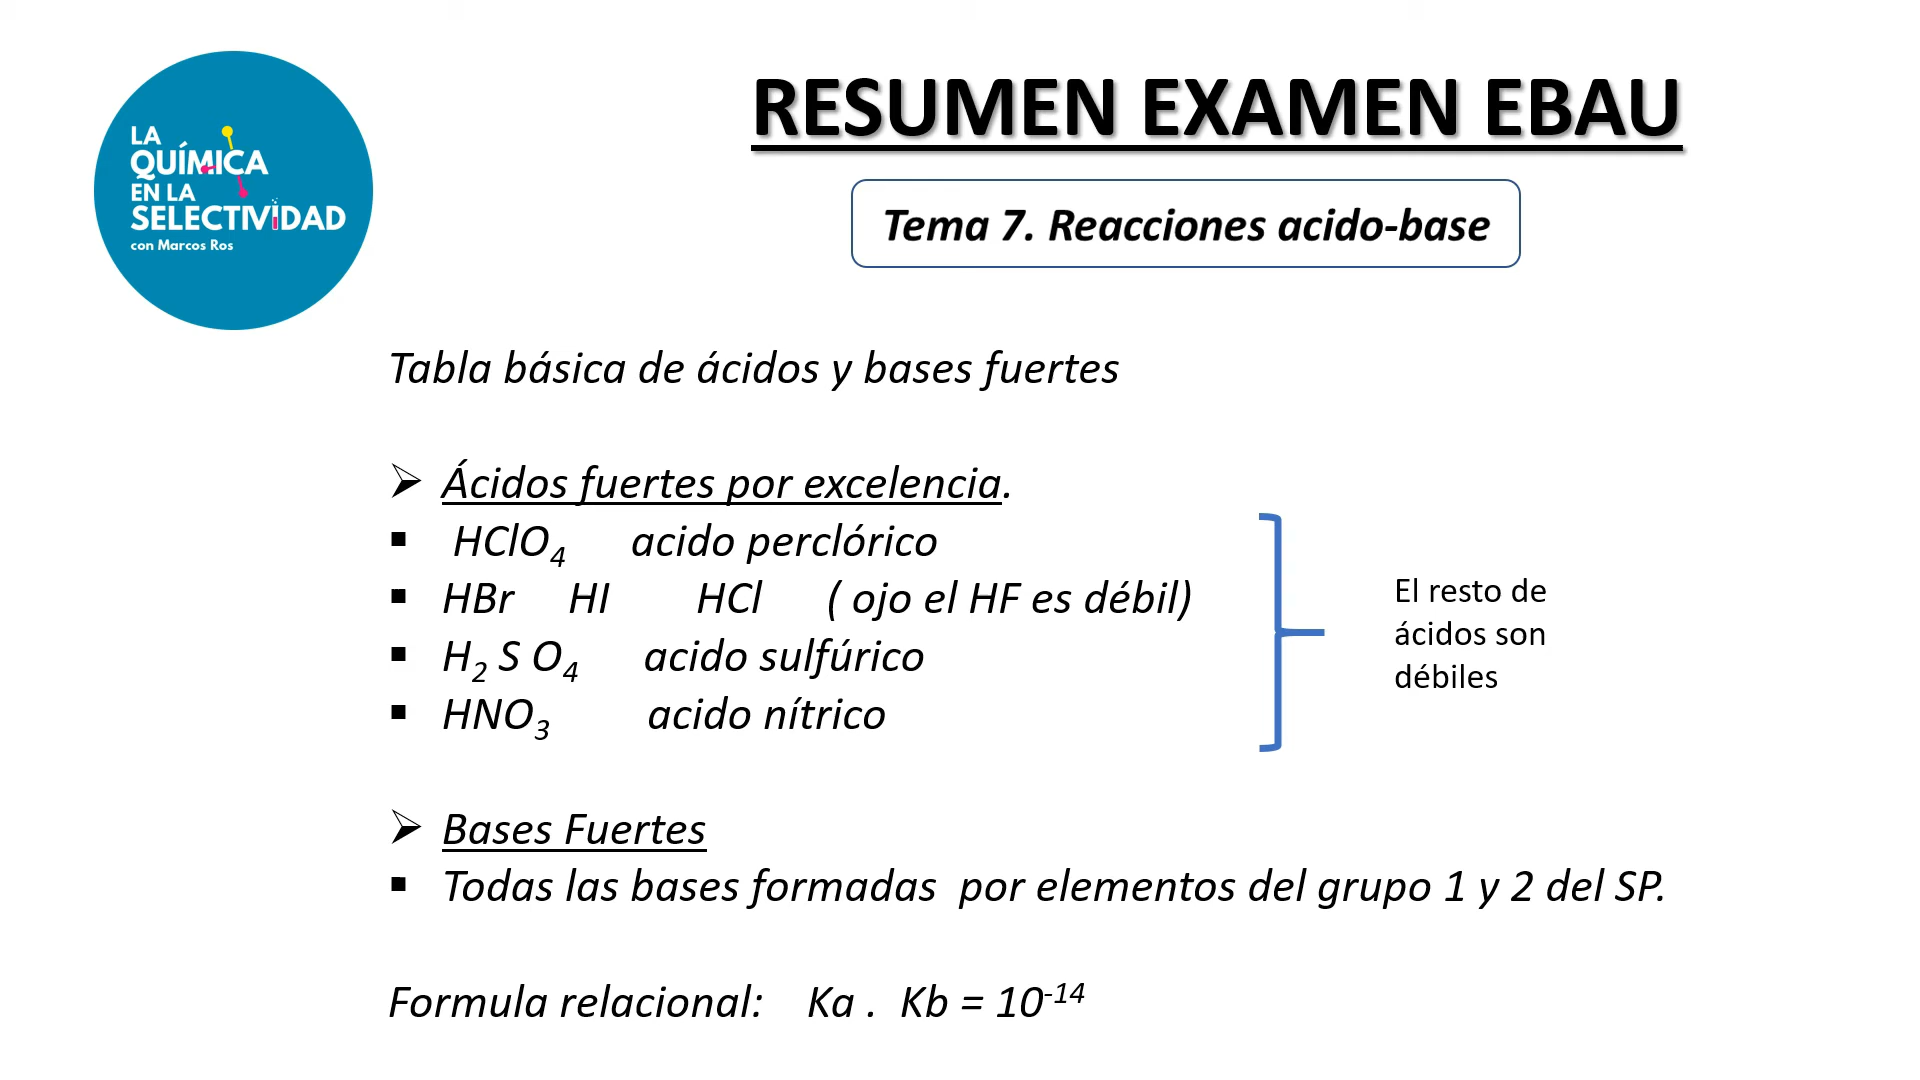 LA
QUÍMICA
EN LA
SELECTIVIDAD
con Marcos Ros
RESUMEN EXAMEN EBAU
Tema 7. Reacciones acido-base
Tabla básica de ácidos y bases fuertes
➢ Ácidos fuertes por excelencia.
▪ HClO₄ acido perclórico
▪ HBr HI HCl ( ojo el HF es débil)
▪ H₂ S O₄ acido sulfúrico
▪ HNO₃ acido nítrico
El resto de
ácidos son
débiles
➢ Bases Fuertes
▪ Todas las bases formadas por elementos del grupo 1 y 2 del SP.
Formula relacional: Ka . Kb = 10⁻¹⁴